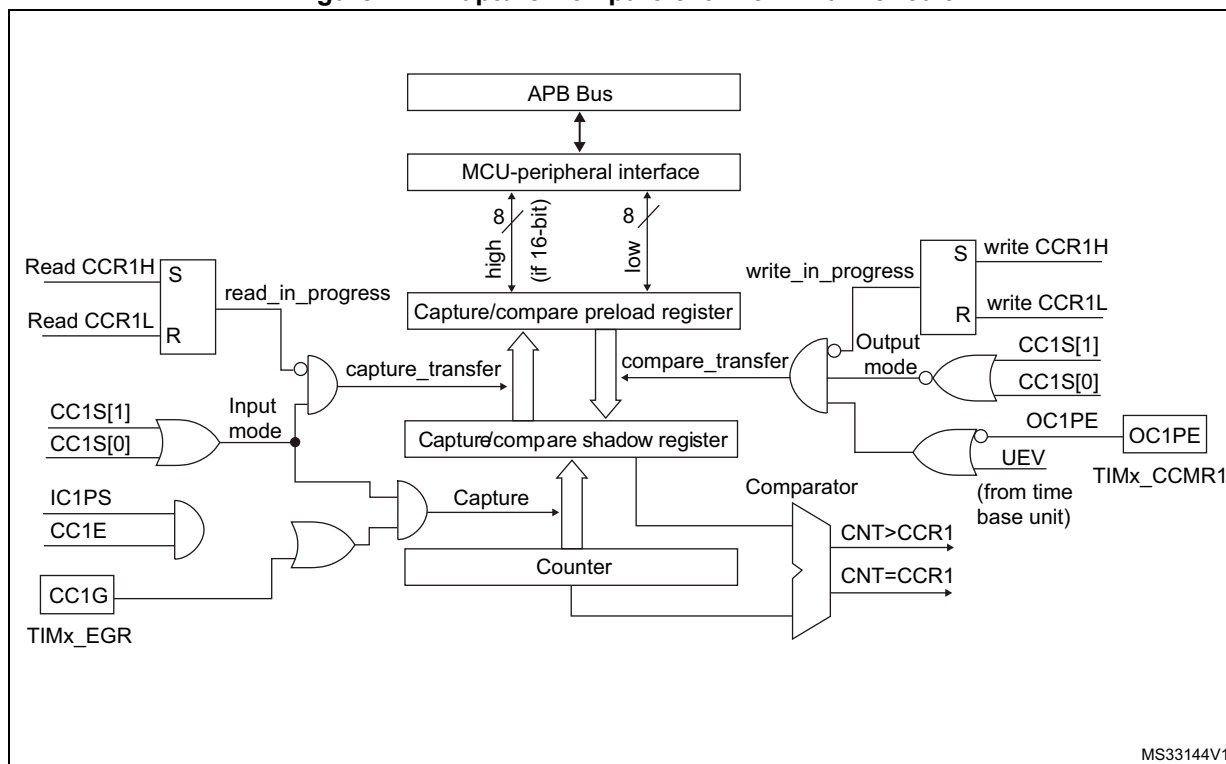 APB Bus
MCU-peripheral interface
8
high
(if 16-bit)
8
low
Read CCR1H
S
read_in_progress
Read CCR1L
R
write_in_progress
S
write CCR1H
R
write CCR1L
Capture/compare preload register
capture_transfer
compare_transfer
Output
mode
CC1S[1]
CC1S[0]
CC1S[1]
CC1S[0]
Input
mode
Capture/compare shadow register
OC1PE
OC1PE
UEV
TIMx_CCMR1
(from time
base unit)
IC1PS
CC1E
Capture
Comparator
CNT>CCR1
Counter
CNT=CCR1
CC1G
TIMx_EGR
MS33144V1